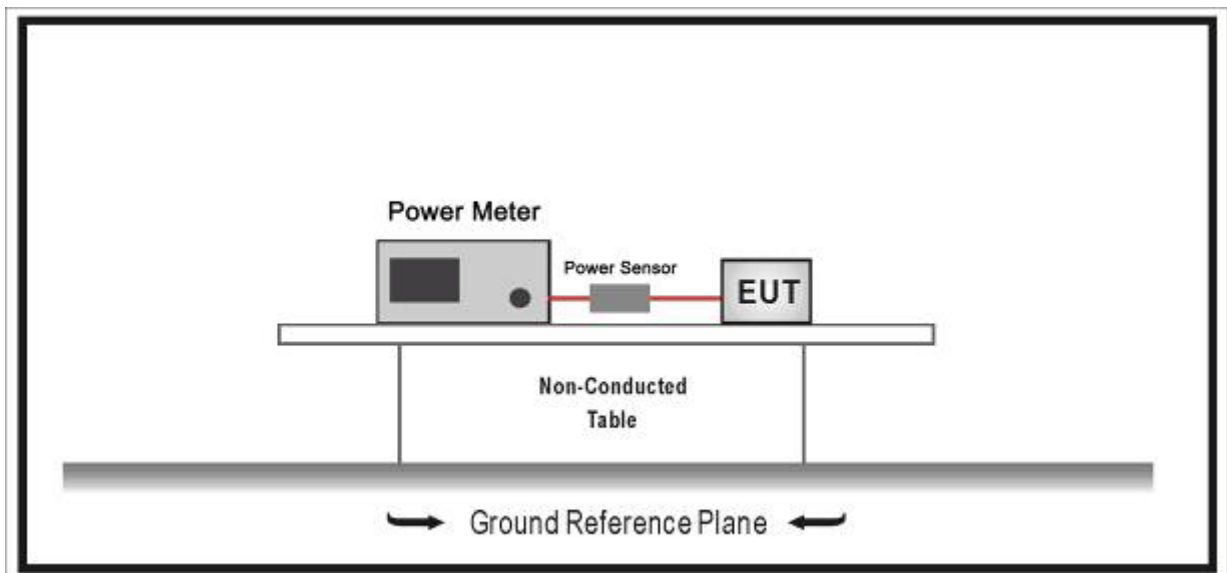 Power Meter
Power Sensor
EUT
Non-Conducted
Table
Ground Reference Plane